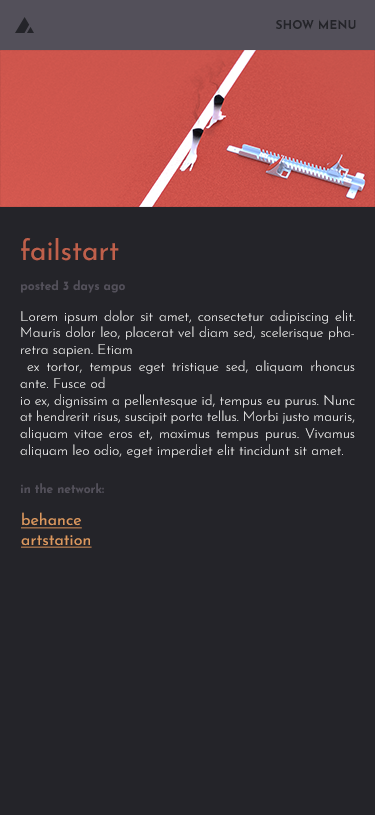 SHOW MENU
failstart
posted 3 days ago
Lorem ipsum dolor sit amet, consectetur adipiscing elit.
Mauris dolor leo, placerat vel diam sed, scelerisque pha-
retra sapien. Etiam
ex tortor, tempus eget tristique sed, aliquam rhoncus
ante. Fusce od
io ex, dignissim a pellentesque id, tempus eu purus. Nunc
at hendrerit risus, suscipit porta tellus. Morbi justo mauris,
aliquam vitae eros et, maximus tempus purus. Vivamus
aliquam leo odio, eget imperdiet elit tincidunt sit amet.
in the network:
behance
artstation